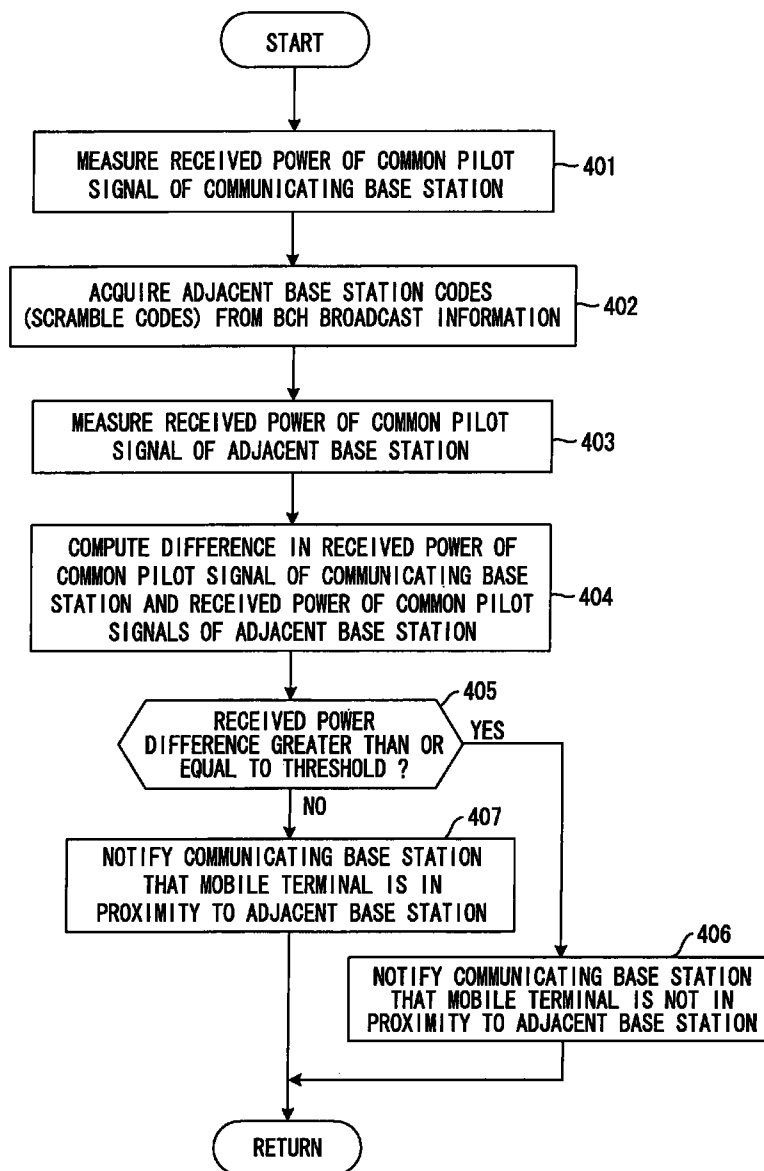 START
MEASURE RECEIVED POWER OF COMMON PILOT
SIGNAL OF COMMUNICATING BASE STATION
401
ACQUIRE ADJACENT BASE STATION CODES
(SCRAMBLE CODES) FROM BCH BROADCAST INFORMATION
402
MEASURE RECEIVED POWER OF COMMON PILOT
SIGNAL OF ADJACENT BASE STATION
403
COMPUTE DIFFERENCE IN RECEIVED POWER OF
COMMON PILOT SIGNAL OF COMMUNICATING BASE
STATION AND RECEIVED POWER OF COMMON PILOT
SIGNALS OF ADJACENT BASE STATION
404
405
RECEIVED POWER
DIFFERENCE GREATER THAN OR
EQUAL TO THRESHOLD ?
YES
NO
407
NOTIFY COMMUNICATING BASE STATION
THAT MOBILE TERMINAL IS IN
PROXIMITY TO ADJACENT BASE STATION
406
NOTIFY COMMUNICATING BASE STATION
THAT MOBILE TERMINAL IS NOT IN
PROXIMITY TO ADJACENT BASE STATION
RETURN